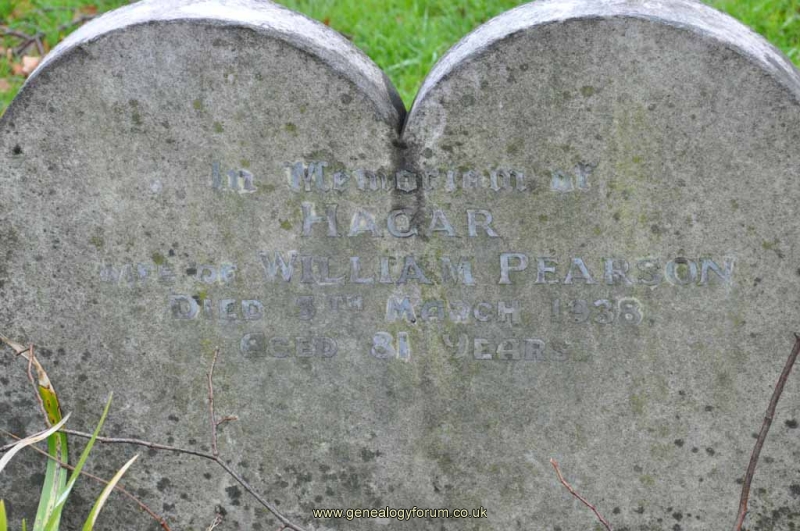 In Memoriam of
HAGAR
WIFE OF WILLIAM PEARSON
DIED 5TH MARCH 1938
AGED 81 YEARS
www.genealogyforum.co.uk